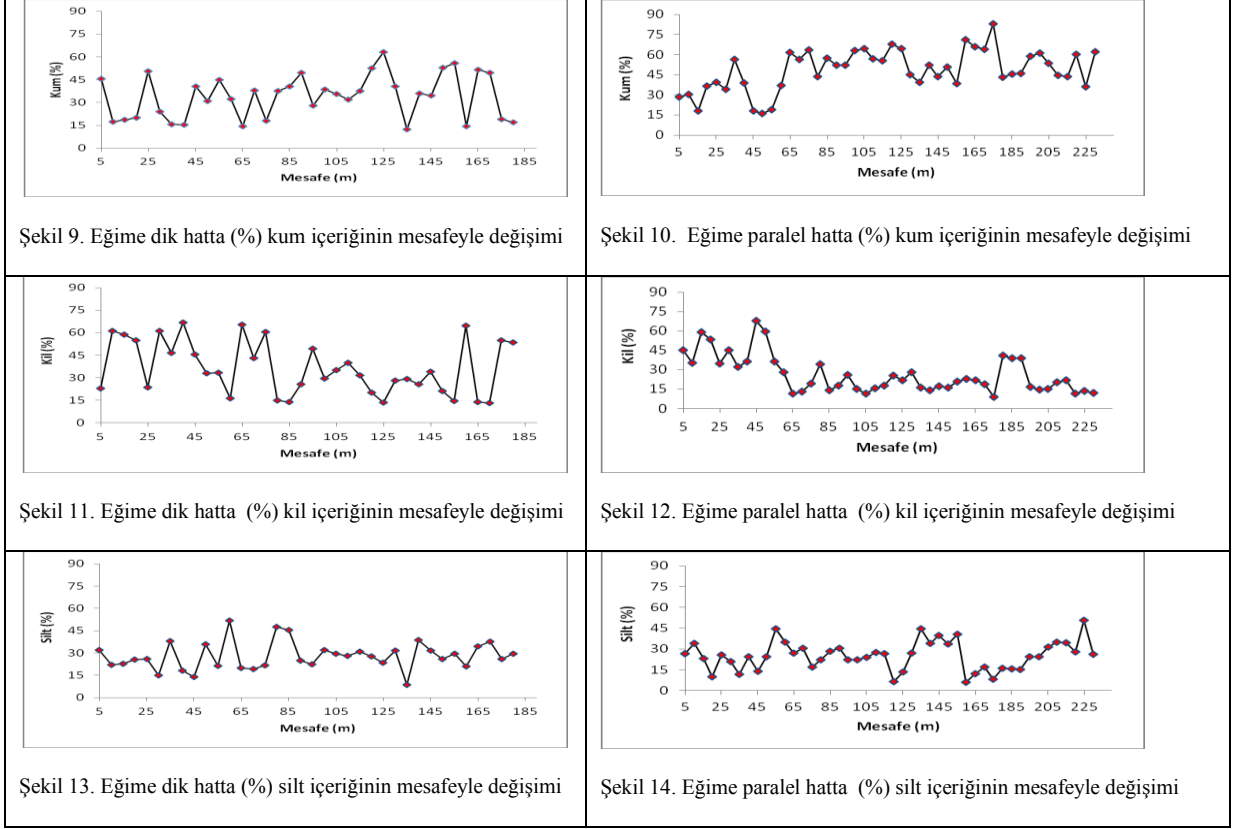 90
75
60
45
30
15
0
Kum (%)
5 25 45 65 85 105 125 145 165 185
Mesafe (m)
Şekil 9. Eğime dik hatta (%) kum içeriğinin mesafeyle değişimi
90
75
60
45
30
15
0
Kum (%)
5 25 45 65 85 105 125 145 165 185 205 225
Mesafe (m)
Şekil 10. Eğime paralel hatta (%) kum içeriğinin mesafeyle değişimi
90
75
60
45
30
15
0
Kil (%)
5 25 45 65 85 105 125 145 165 185
Mesafe (m)
Şekil 11. Eğime dik hatta (%) kil içeriğinin mesafeyle değişimi
90
75
60
45
30
15
0
Kil (%)
5 25 45 65 85 105 125 145 165 185 205 225
Mesafe (m)
Şekil 12. Eğime paralel hatta (%) kil içeriğinin mesafeyle değişimi
90
75
60
45
30
15
0
Silt (%)
5 25 45 65 85 105 125 145 165 185
Mesafe (m)
Şekil 13. Eğime dik hatta (%) silt içeriğinin mesafeyle değişimi
90
75
60
45
30
15
0
Silt (%)
5 25 45 65 85 105 125 145 165 185 205 225
Mesafe (m)
Şekil 14. Eğime paralel hatta (%) silt içeriğinin mesafeyle değişimi